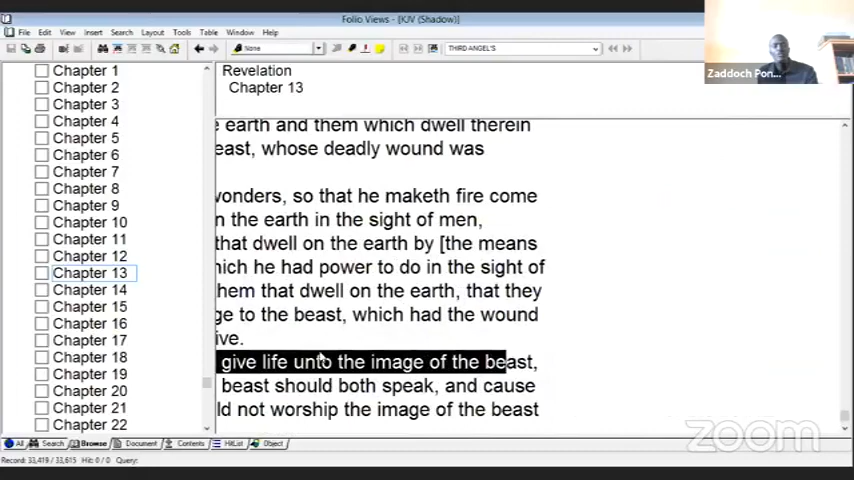 Folio Views - [KJV (Shadow)]
File Edit View Insert Search Layout Tools Table Window Help
None
THIRD ANGEL'S
Zaddoch Pon...
Chapter 1
Chapter 2
Chapter 3
Chapter 4
Chapter 5
Chapter 6
Chapter 7
Chapter 8
Chapter 9
Chapter 10
Chapter 11
Chapter 12
Chapter 13
Chapter 14
Chapter 15
Chapter 16
Chapter 17
Chapter 18
Chapter 19
Chapter 20
Chapter 21
Chapter 22
Revelation
Chapter 13
e earth and them which dwell therein
east, whose deadly wound was
wonders, so that he maketh fire come
n the earth in the sight of men,
that dwell on the earth by [the means
hich he had power to do in the sight of
them that dwell on the earth, that they
ge to the beast, which had the wound
ive.
give life unto the image of the beast,
beast should both speak, and cause
ld not worship the image of the beast
zoom
All Search Browse Document Contents HitList Object
Record: 33,419 / 33,615 Hit: 0 / 0 Query: